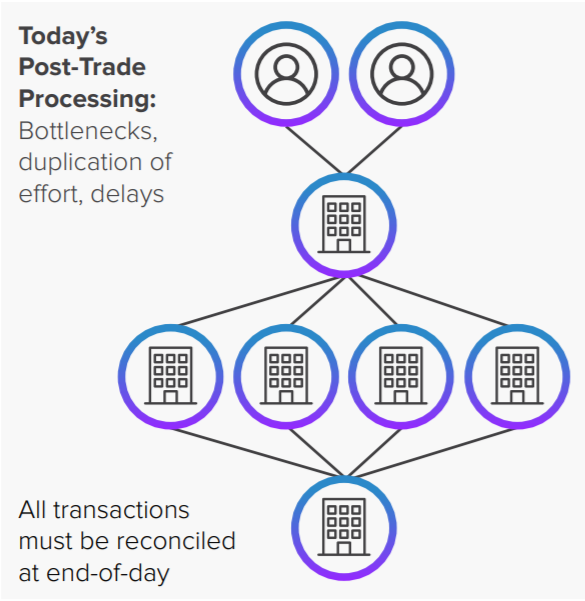 Today's
Post-Trade
Processing:
Bottlenecks,
duplication of
effort, delays
All transactions
must be reconciled
at end-of-day